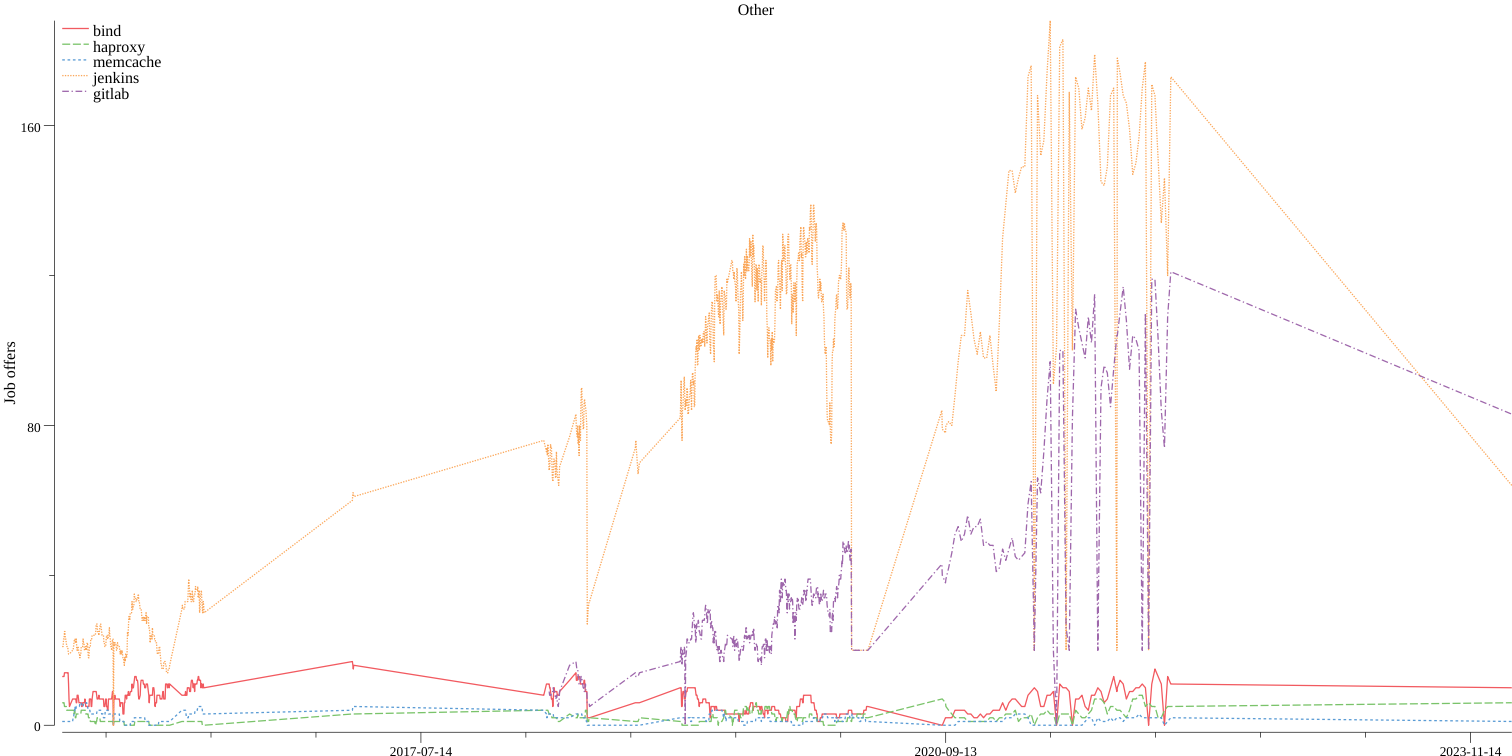 Other
bind
haproxy
memcache
jenkins
gitlab
160
80
0
Job offers
2017-07-14
2020-09-13
2023-11-14